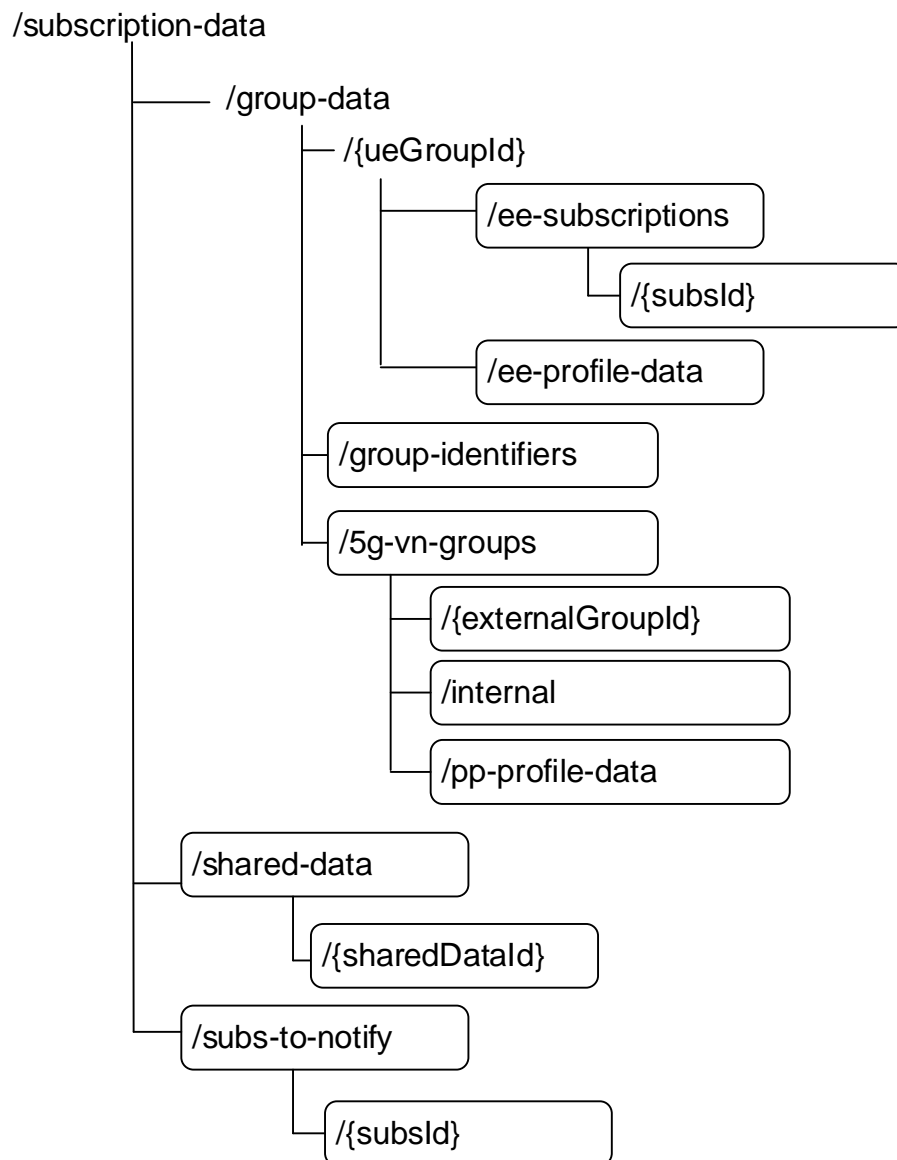 /subscription-data
/group-data
/{ueGroupId}
/ee-subscriptions
/{subsId}
/ee-profile-data
/group-identifiers
/5g-vn-groups
/{externalGroupId}
/internal
/pp-profile-data
/shared-data
/{sharedDataId}
/subs-to-notify
/{subsId}